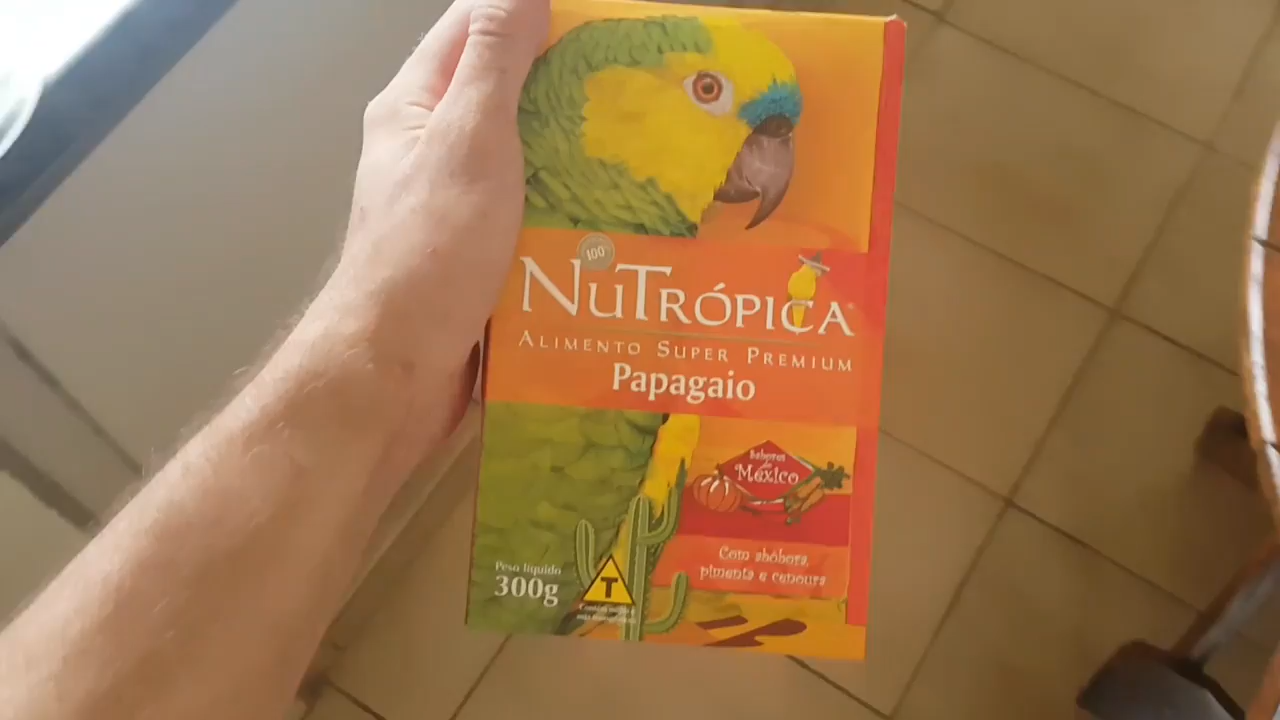 100%
NuTrópica
Alimento Super Premium
Papagaio
Sabores
do
México
Com abóbora,
pimenta e cenoura
Peso líquido
300g
T